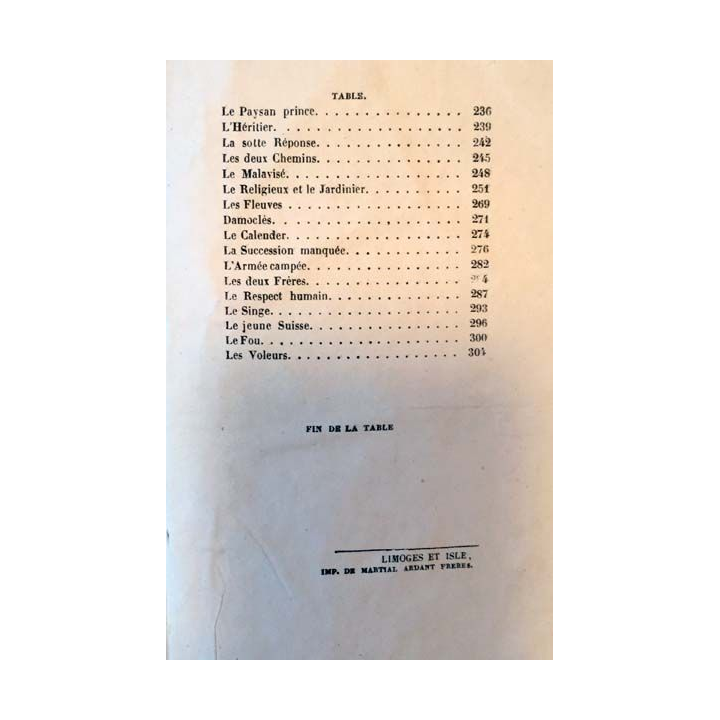 TABLE.
Le Paysan prince. . . . . . . . . . . . . . . 236
L'Héritier. . . . . . . . . . . . . . . . . . 239
La sotte Réponse. . . . . . . . . . . . . . . 242
Les deux Chemins. . . . . . . . . . . . . . . 245
Le Malavisé. . . . . . . . . . . . . . . . . 248
Le Religieux et le Jardinier. . . . . . . . . . 251
Les Fleuves . . . . . . . . . . . . . . . . . 269
Damoclès. . . . . . . . . . . . . . . . . . . 271
Le Calender. . . . . . . . . . . . . . . . . 274
La Succession manquée. . . . . . . . . . . . 276
L'Armée campée. . . . . . . . . . . . . . . . 282
Les deux Frères. . . . . . . . . . . . . . . .
Le Respect humain. . . . . . . . . . . . . . 287
Le Singe. . . . . . . . . . . . . . . . . . . 293
Le jeune Suisse. . . . . . . . . . . . . . . . 296
Le Fou. . . . . . . . . . . . . . . . . . . . 300
Les Voleurs. . . . . . . . . . . . . . . . . . 304
FIN DE LA TABLE
LIMOGES ET ISLE,
IMP. DE MARTIAL ARDANT FRERES.